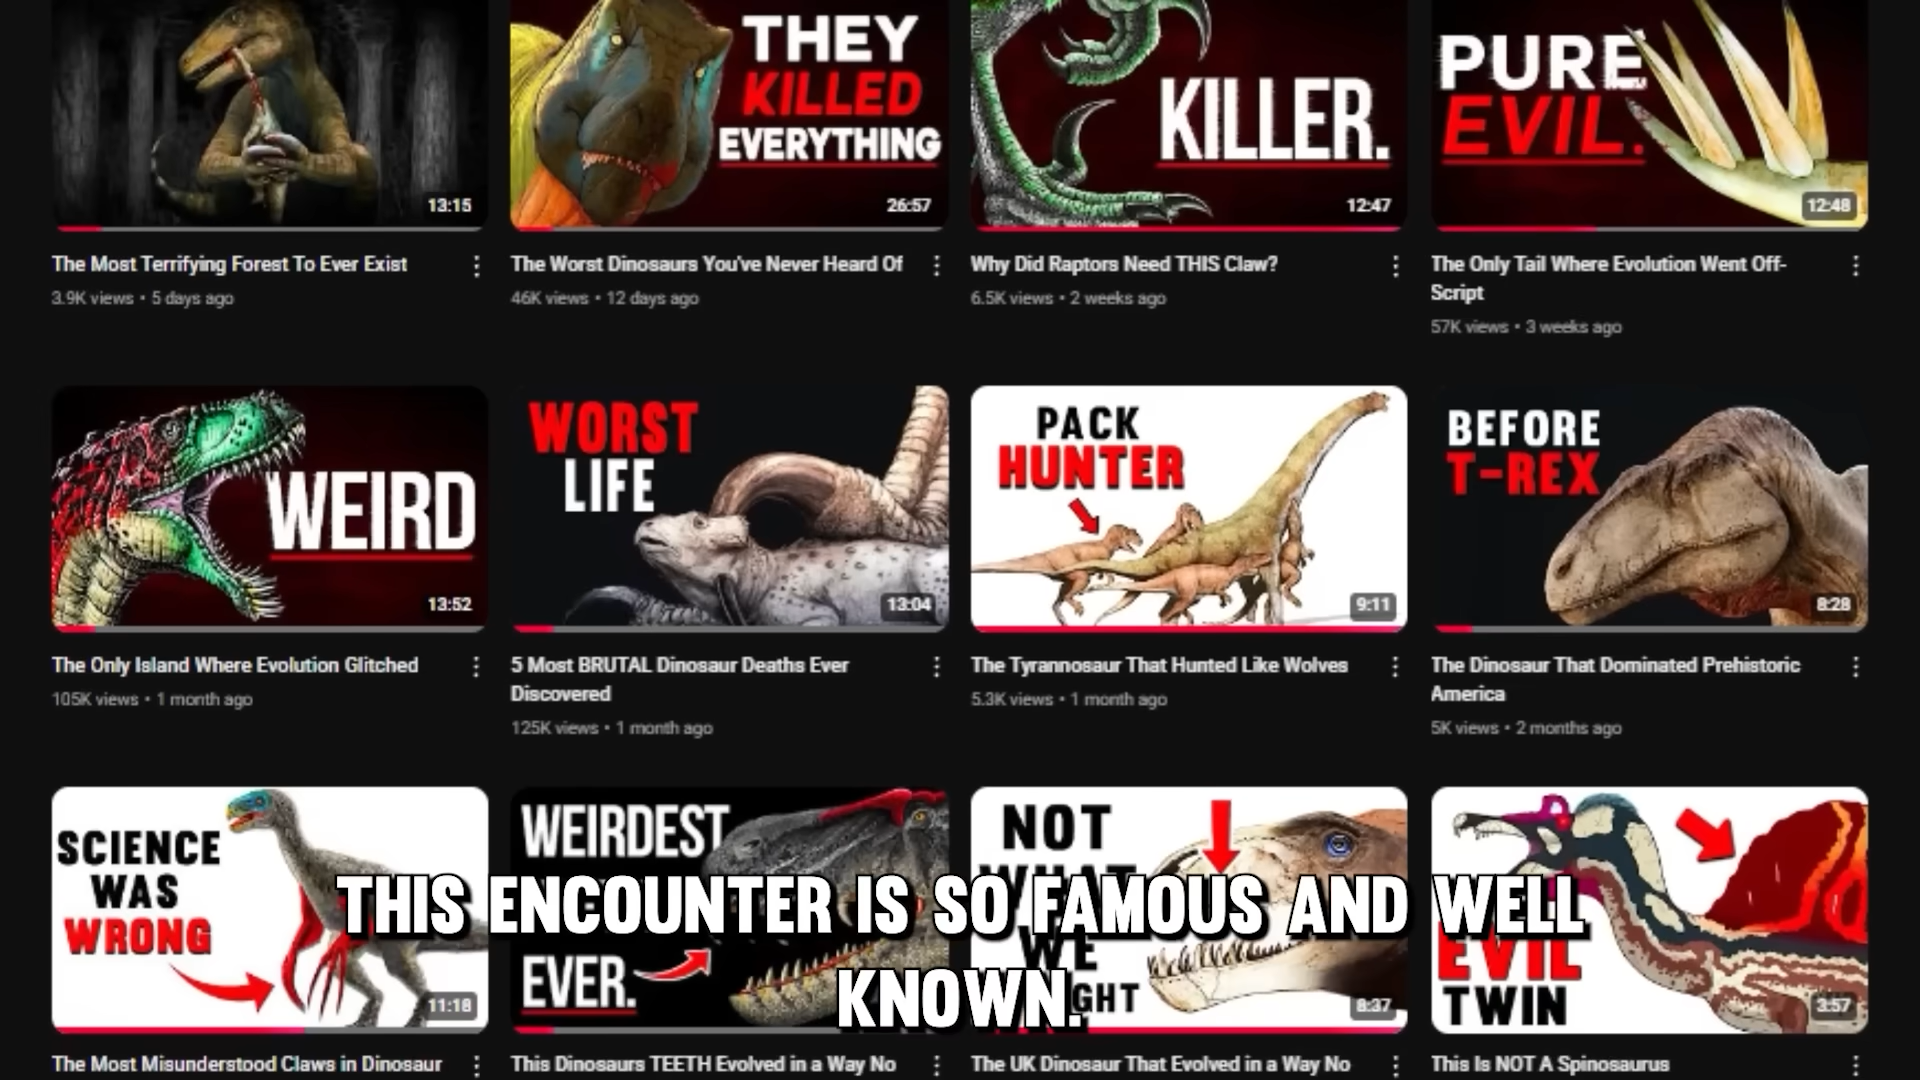 THEY
KILLED
EVERYTHING
KILLER.
PURE
EVIL.
13:15
26:57
12:47
12:48
The Most Terrifying Forest To Ever Exist
3.9K views • 5 days ago
The Worst Dinosaurs You've Never Heard Of
46K views • 12 days ago
Why Did Raptors Need THIS Claw?
6.5K views • 2 weeks ago
The Only Tail Where Evolution Went Off-
Script
57K views • 3 weeks ago
WEIRD
WORST
LIFE
PACK
HUNTER
BEFORE
T-REX
13:52
13:04
9:11
8:28
The Only Island Where Evolution Glitched
105K views • 1 month ago
5 Most BRUTAL Dinosaur Deaths Ever
Discovered
125K views • 1 month ago
The Tyrannosaur That Hunted Like Wolves
5.3K views • 1 month ago
The Dinosaur That Dominated Prehistoric
America
5K views • 2 months ago
SCIENCE
WAS
WRONG
WEIRDEST
EVER.
NOT
WHAT
WE
EVIL
TWIN
THIS ENCOUNTER IS SO FAMOUS AND WELL
KNOWN.
11:18
8:37
3:57
The Most Misunderstood Claws in Dinosaur
This Dinosaurs TEETH Evolved in a Way No
The UK Dinosaur That Evolved in a Way No
This Is NOT A Spinosaurus